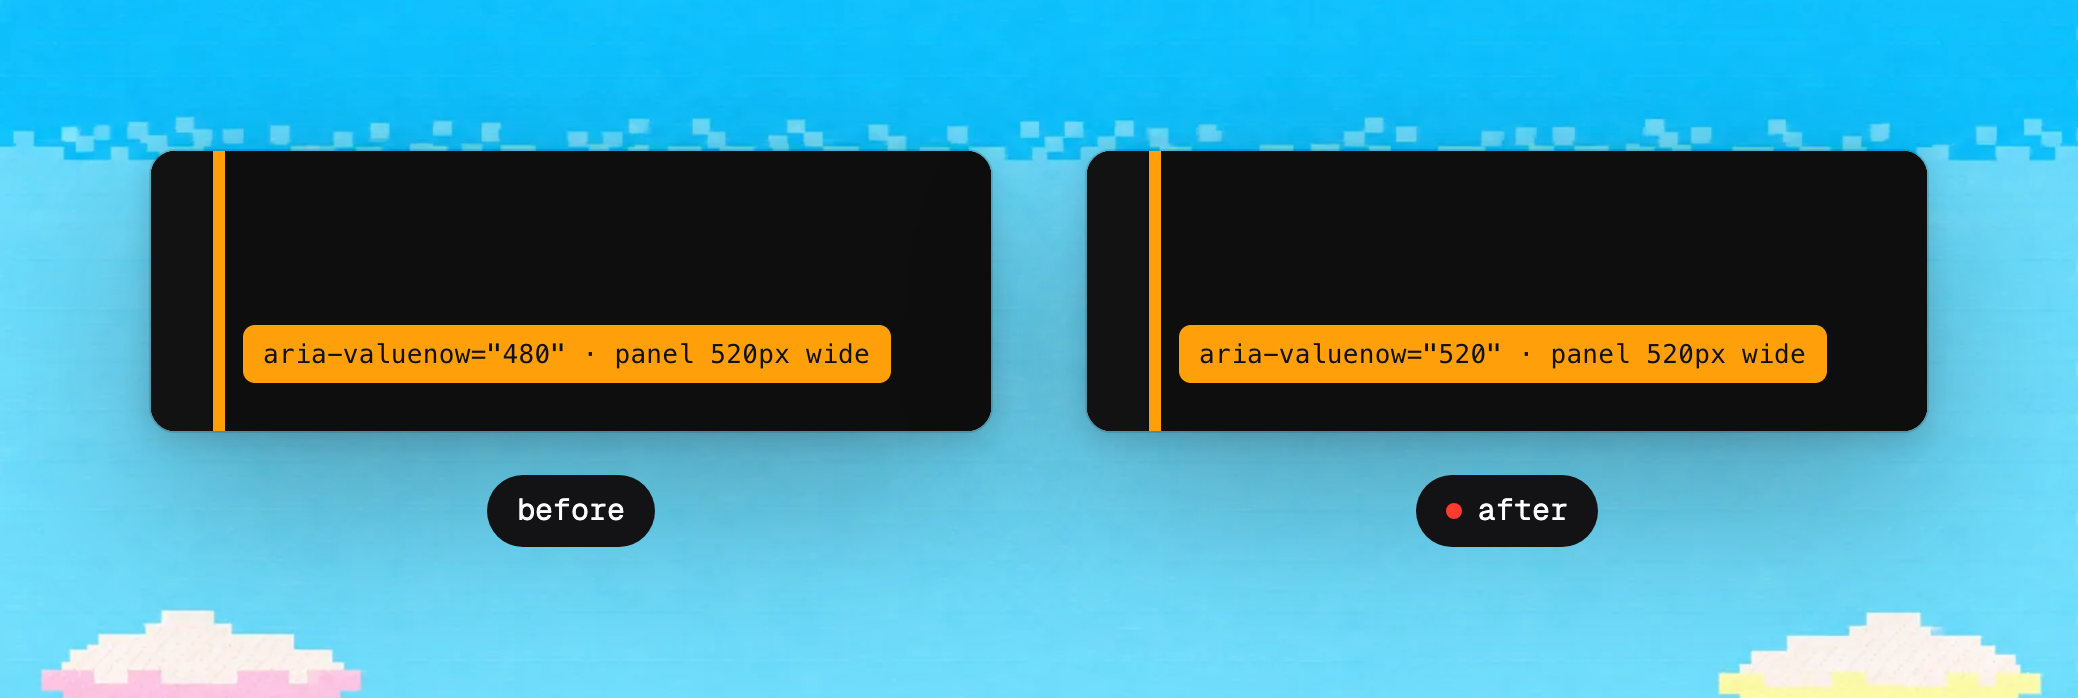 aria-valuenow="480" · panel 520px wide
aria-valuenow="520" · panel 520px wide
before
after